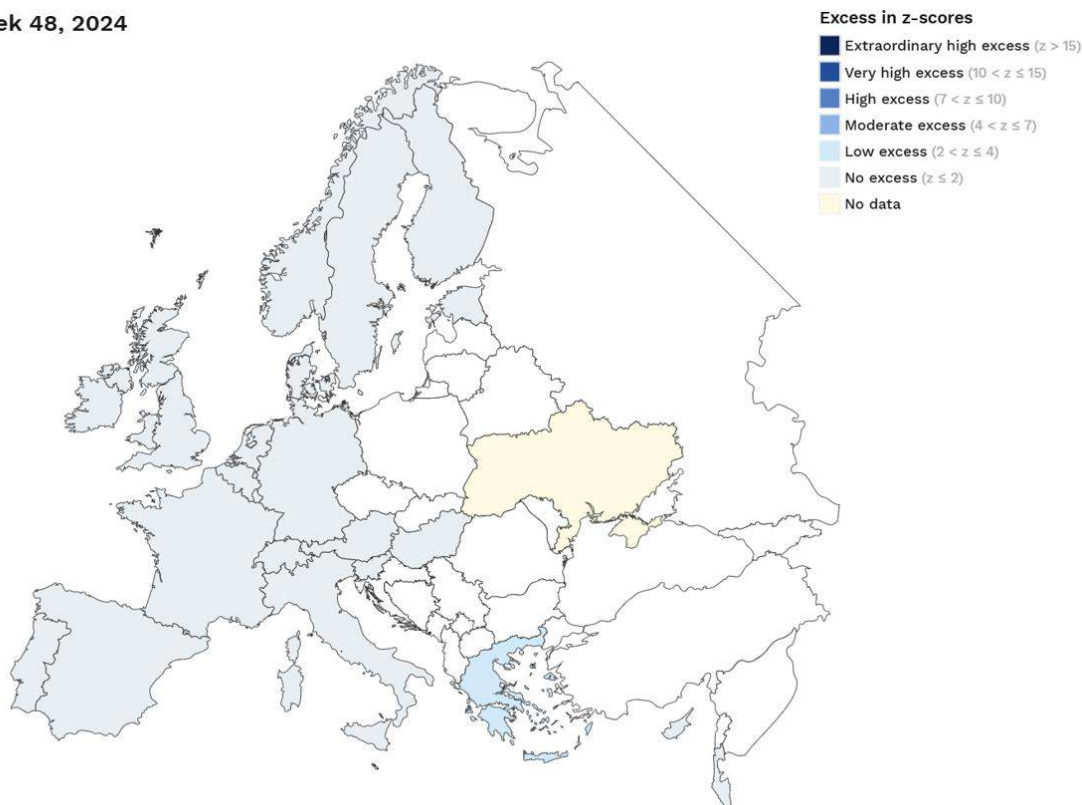 ek 48, 2024
Excess in z-scores
Extraordinary high excess (z > 15)
Very high excess (10 < z ≤ 15)
High excess (7 < z ≤ 10)
Moderate excess (4 < z ≤ 7)
Low excess (2 < z ≤ 4)
No excess (z ≤ 2)
No data